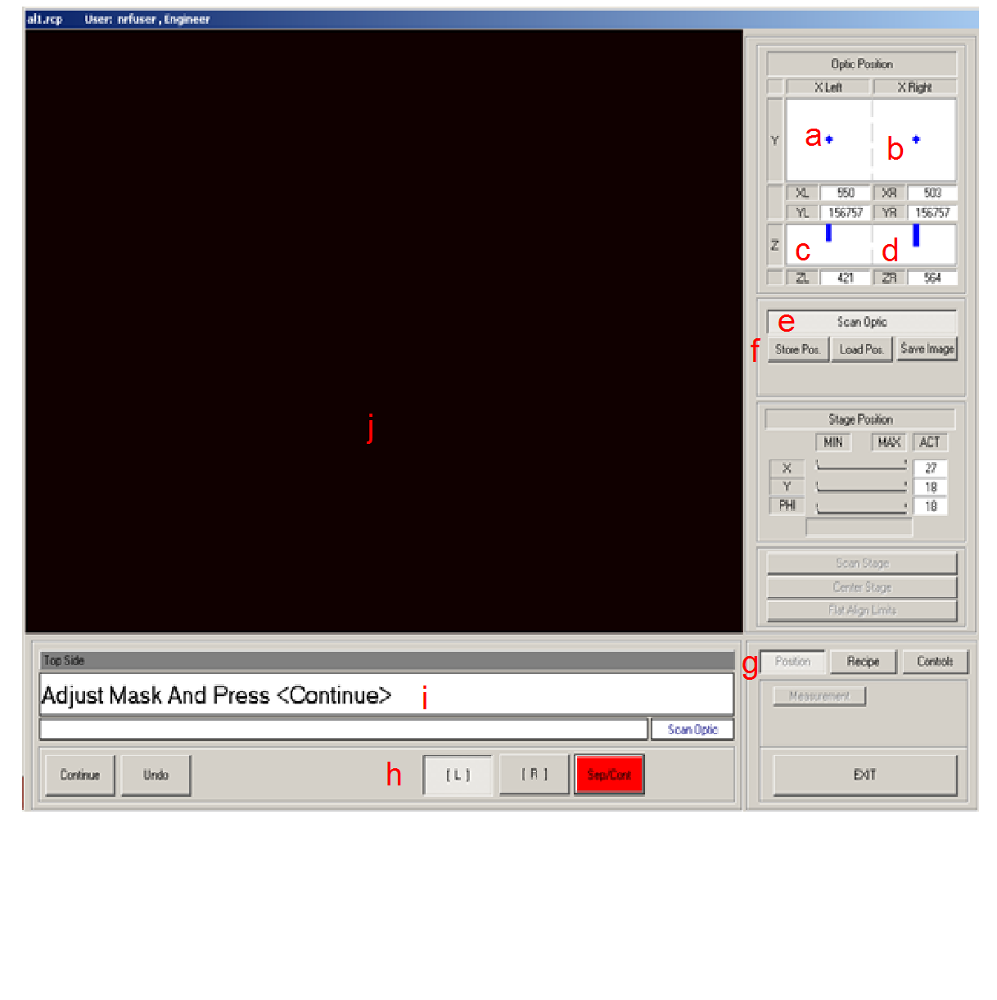 al1.rcp User: nrfuser , Engineer
Optic Position
X Left X Right
Y a b
XL 550 XR 503
YL 156757 YR 156757
Z c d
ZL 421 ZR 564
e Scan Optic
f Store Pos. Load Pos. Save Image
j
Stage Position
MIN MAX ACT
X 27
Y 18
PHI 18
Scan Stage
Center Stage
Flat Align Limits
Top Side
g Position Recipe Controls
Adjust Mask And Press <Continue> i
Measurement
Scan Optic
Continue Undo h [ L ] [ R ] Sep/Cont
EXIT